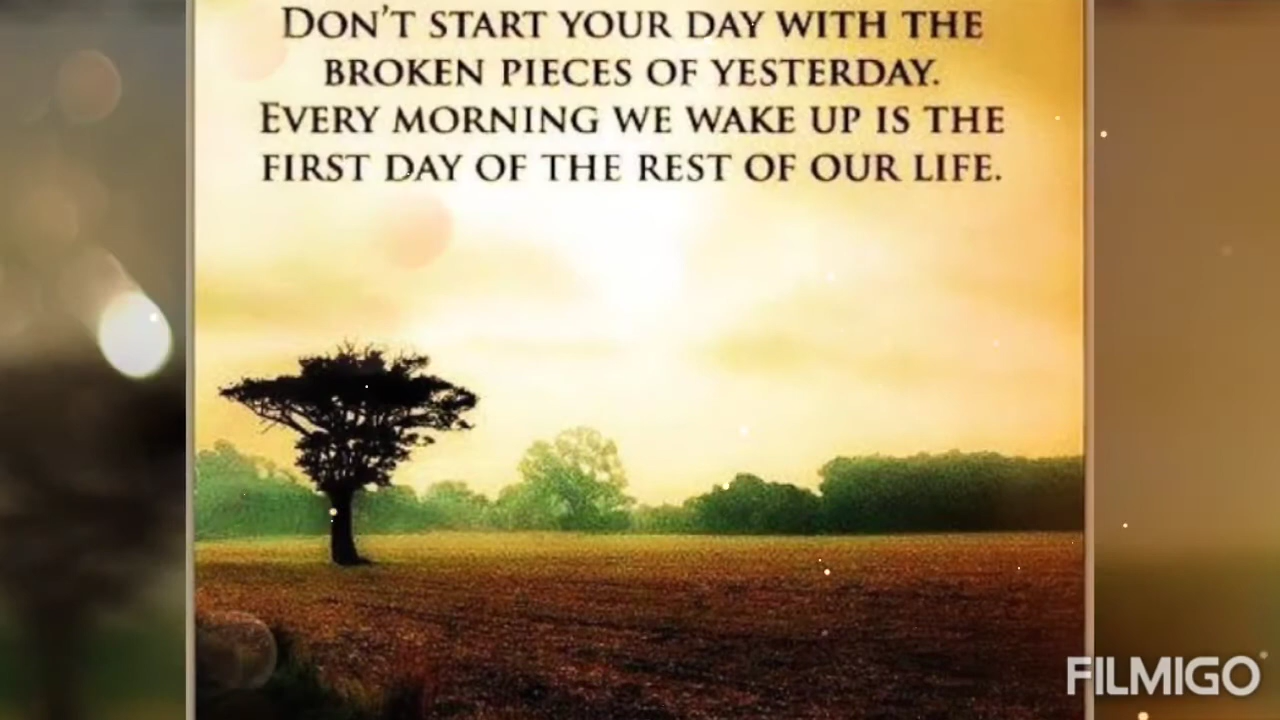 DON'T START YOUR DAY WITH THE
BROKEN PIECES OF YESTERDAY.
EVERY MORNING WE WAKE UP IS THE
FIRST DAY OF THE REST OF OUR LIFE.
FILMIGO